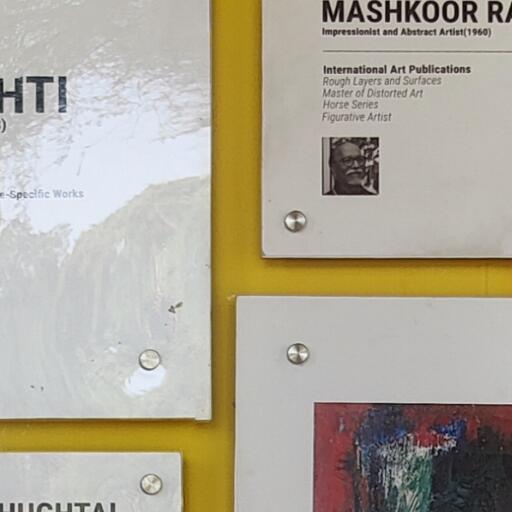 MASHKOOR RA
Impressionist and Abstract Artist(1960)
International Art Publications
Rough Layers and Surfaces
Master of Distorted Art
Horse Series
Figurative Artist
HTI
e-Specific Works